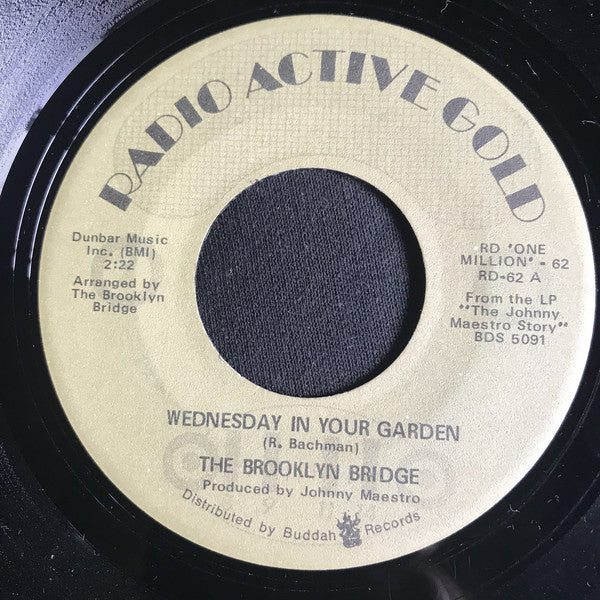 RADIO ACTIVE GOLD
Dunbar Music
Inc. (BMI)
2:22
Arranged by
The Brooklyn
Bridge
RD "ONE
MILLION" - 62
RD-62 A
From the LP
"The Johnny
Maestro Story"
BDS 5091
WEDNESDAY IN YOUR GARDEN
(R. Bachman)
THE BROOKLYN BRIDGE
Produced by Johnny Maestro
Distributed by Buddah Records